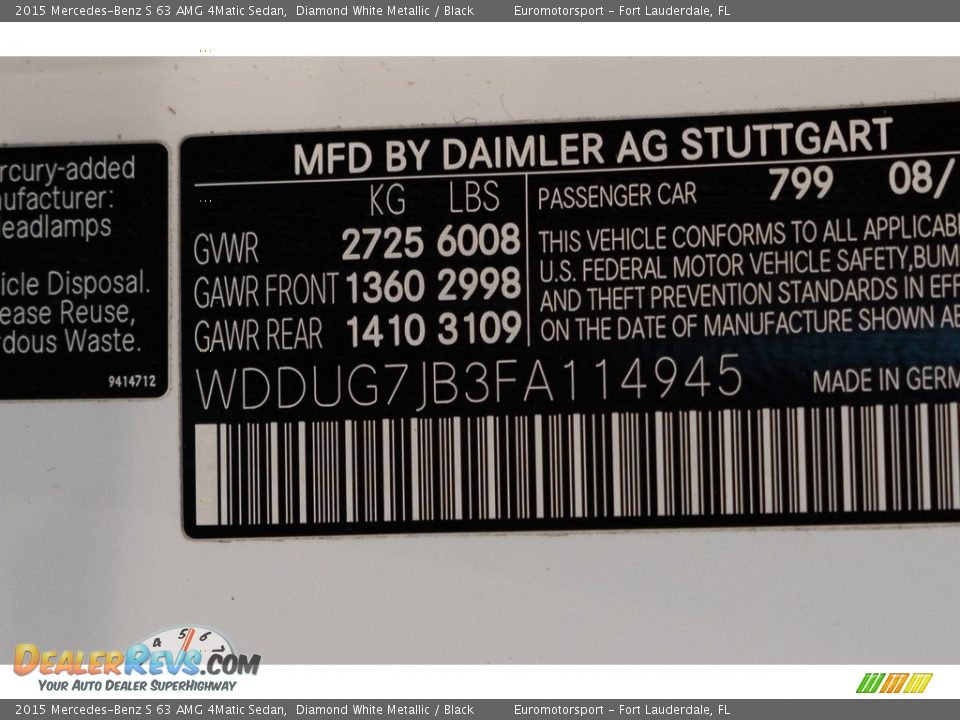 2015 Mercedes-Benz S 63 AMG 4Matic Sedan, Diamond White Metallic / Black Euromotorsport - Fort Lauderdale, FL
rcury-added
ufacturer:
eadlamps
icle Disposal.
ease Reuse,
rdous Waste.
9414712
MFD BY DAIMLER AG STUTTGART
KG LBS
GVWR 2725 6008
GAWR FRONT 1360 2998
GAWR REAR 1410 3109
PASSENGER CAR 799 08/
THIS VEHICLE CONFORMS TO ALL APPLICABL
U.S. FEDERAL MOTOR VEHICLE SAFETY, BUM
AND THEFT PREVENTION STANDARDS IN EFF
ON THE DATE OF MANUFACTURE SHOWN AB
WDDUG7JB3FA114945 MADE IN GERM
4 5 6 7
DealerRevs.com
Your Auto Dealer SuperHighway
2015 Mercedes-Benz S 63 AMG 4Matic Sedan, Diamond White Metallic / Black Euromotorsport - Fort Lauderdale, FL